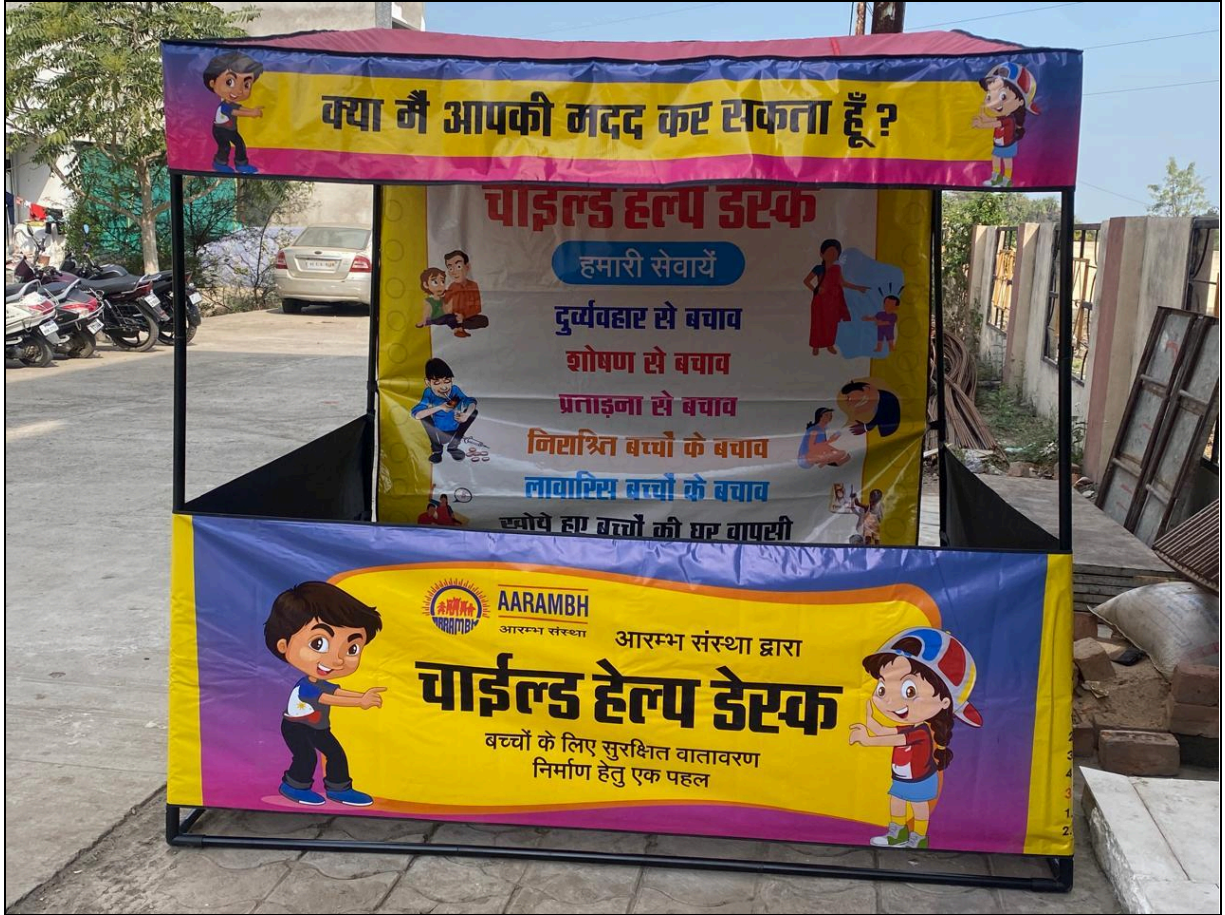 क्या मै आपकी मदद कर सकता हूँ ?
चाइल्ड हेल्प डेस्क
हमारी सेवायें
दुर्व्यवहार से बचाव
शोषण से बचाव
प्रताड़ना से बचाव
निराश्रित बच्चों के बचाव
लावारिस बच्चों के बचाव
खोये हुए बच्चों की घर वापसी
AARAMBH
AARAMBH
आरम्भ संस्था
आरम्भ संस्था द्वारा
चाईल्ड हेल्प डेस्क
बच्चों के लिए सुरक्षित वातावरण
निर्माण हेतु एक पहल